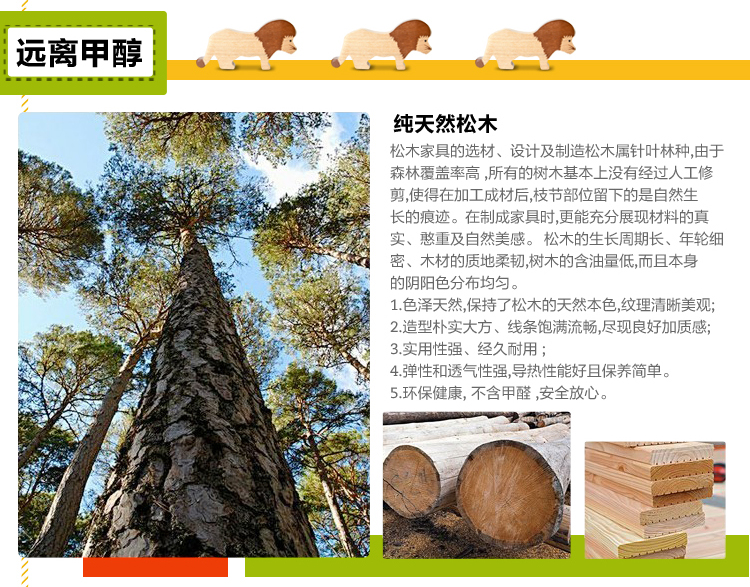 远离甲醇
纯天然松木
松木家具的选材、设计及制造松木属针叶林种,由于
森林覆盖率高 ,所有的树木基本上没有经过人工修
剪,使得在加工成材后,枝节部位留下的是自然生
长的痕迹。在制成家具时,更能充分展现材料的真
实、憨重及自然美感。 松木的生长周期长、年轮细
密、木材的质地柔韧,树木的含油量低,而且本身
的阴阳色分布均匀。
1.色泽天然,保持了松木的天然本色,纹理清晰美观;
2.造型朴实大方、线条饱满流畅,尽现良好加质感;
3.实用性强、经久耐用 ;
4.弹性和透气性强,导热性能好且保养简单。
5.环保健康, 不含甲醛 ,安全放心。